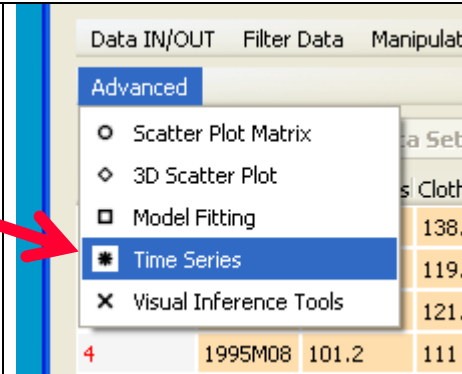 Data IN/OUT Filter Data
Advanced
Scatter Plot Matrix
3D Scatter Plot
Model Fitting
Time Series
Visual Inference Tools
138.
119.
121.
4 1995M08 101.2 111